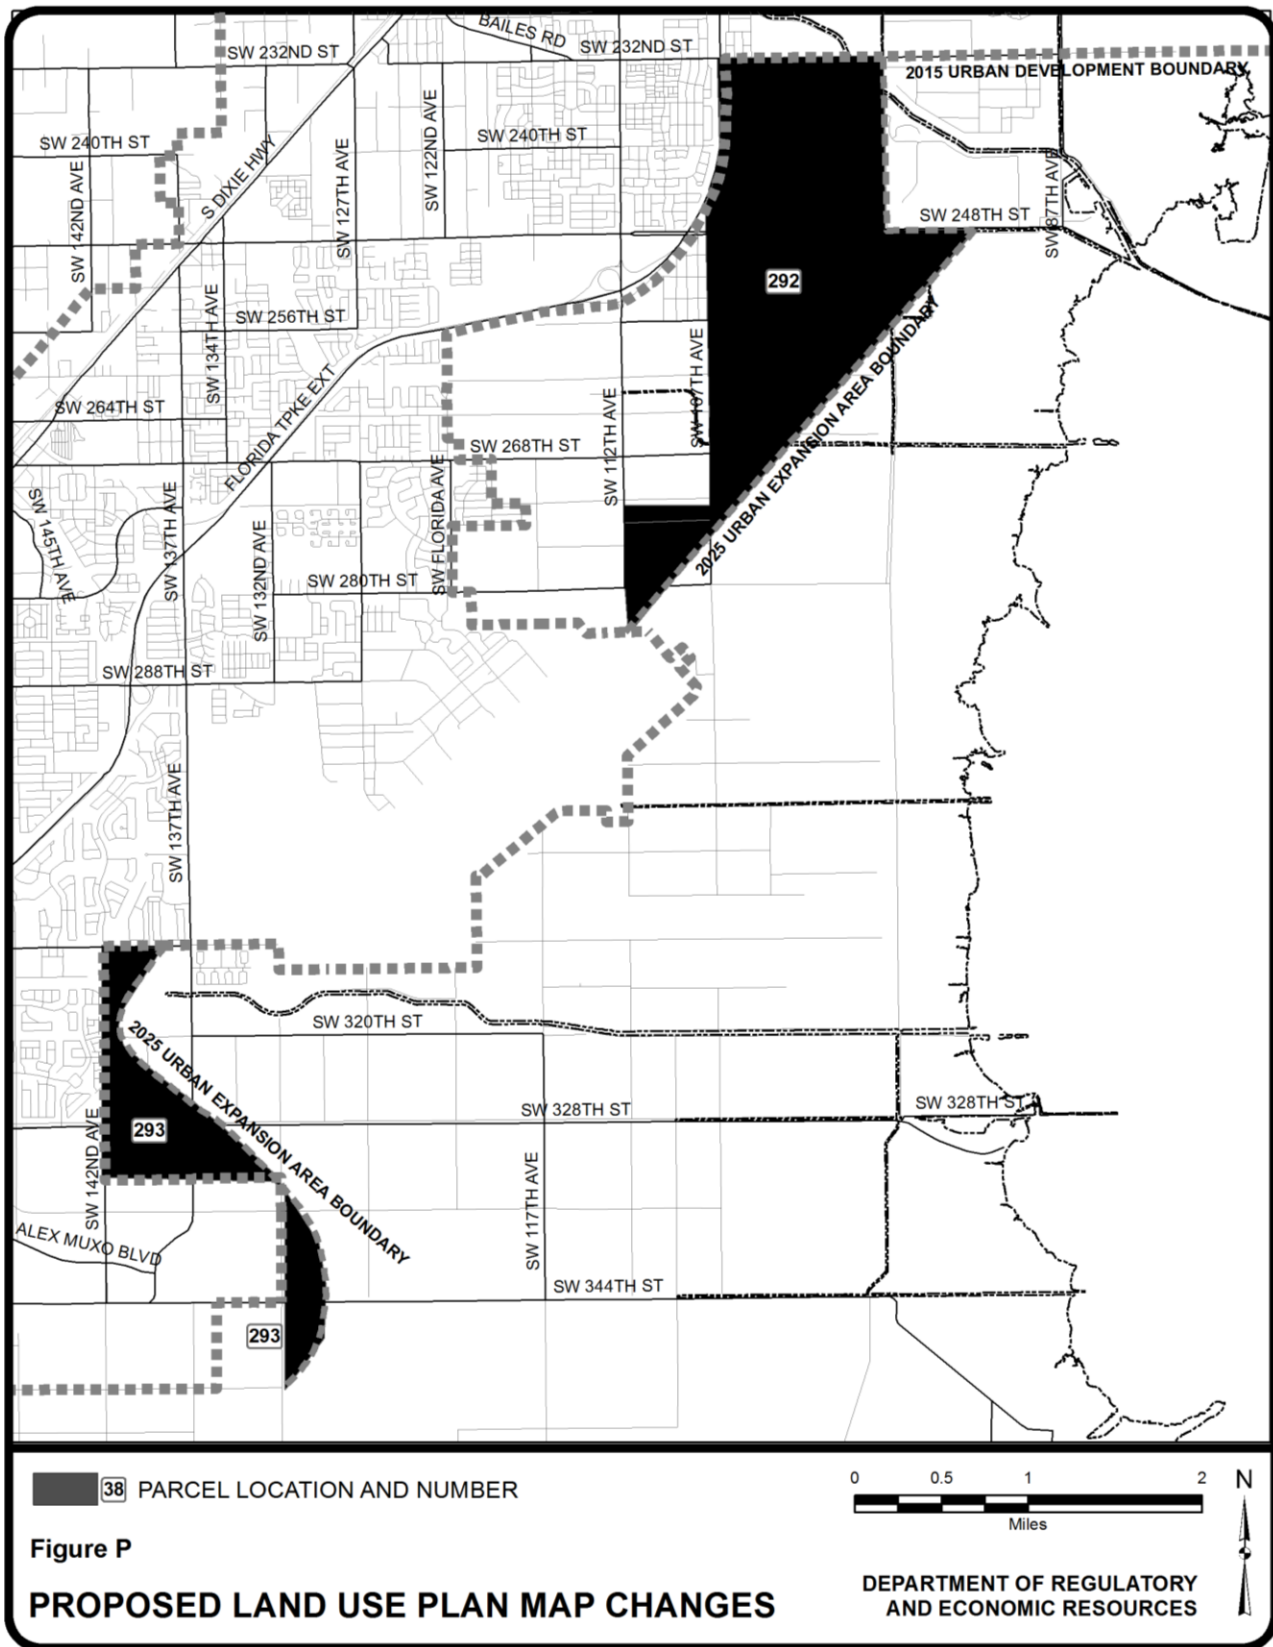 BAILES RD
SW 232ND ST
SW 232ND ST
2015 URBAN DEVELOPMENT BOUNDARY
SW 240TH ST
SW 240TH ST
SW 142ND AVE
S DIXIE HWY
SW 127TH AVE
SW 122ND AVE
SW 87TH AVE
SW 248TH ST
292
SW 134TH AVE
SW 256TH ST
SW 107TH AVE
2025 URBAN EXPANSION AREA BOUNDARY
SW 264TH ST
FLORIDA TPKE EXT
SW 112TH AVE
SW 268TH ST
SW 145TH AVE
SW 137TH AVE
SW 132ND AVE
SW FLORIDA AVE
SW 280TH ST
SW 288TH ST
SW 137TH AVE
SW 320TH ST
2025 URBAN EXPANSION AREA BOUNDARY
SW 328TH ST
SW 328TH ST
293
SW 142ND AVE
SW 117TH AVE
ALEX MUXO BLVD
SW 344TH ST
293
38 PARCEL LOCATION AND NUMBER
0 0.5 1 2
Miles
N
Figure P
PROPOSED LAND USE PLAN MAP CHANGES
DEPARTMENT OF REGULATORY
AND ECONOMIC RESOURCES